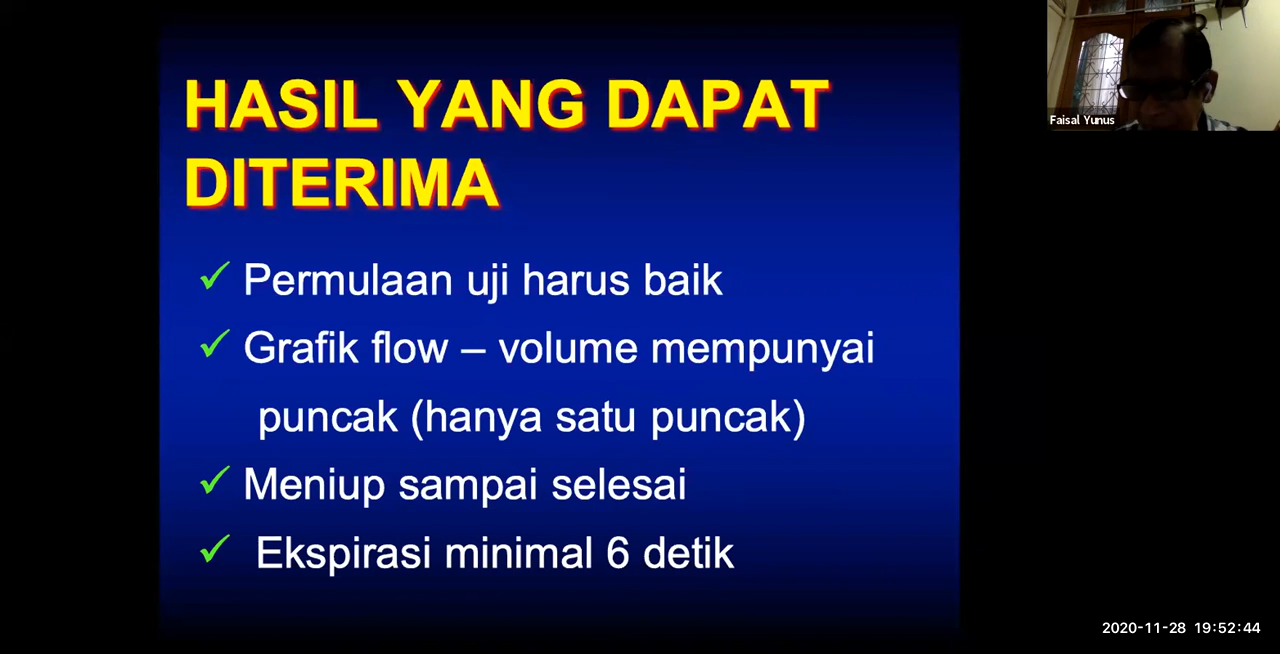 HASIL YANG DAPAT
DITERIMA
✓ Permulaan uji harus baik
✓ Grafik flow – volume mempunyai
puncak (hanya satu puncak)
✓ Meniup sampai selesai
✓ Ekspirasi minimal 6 detik
Faisal Yunus
2020-11-28 19:52:44